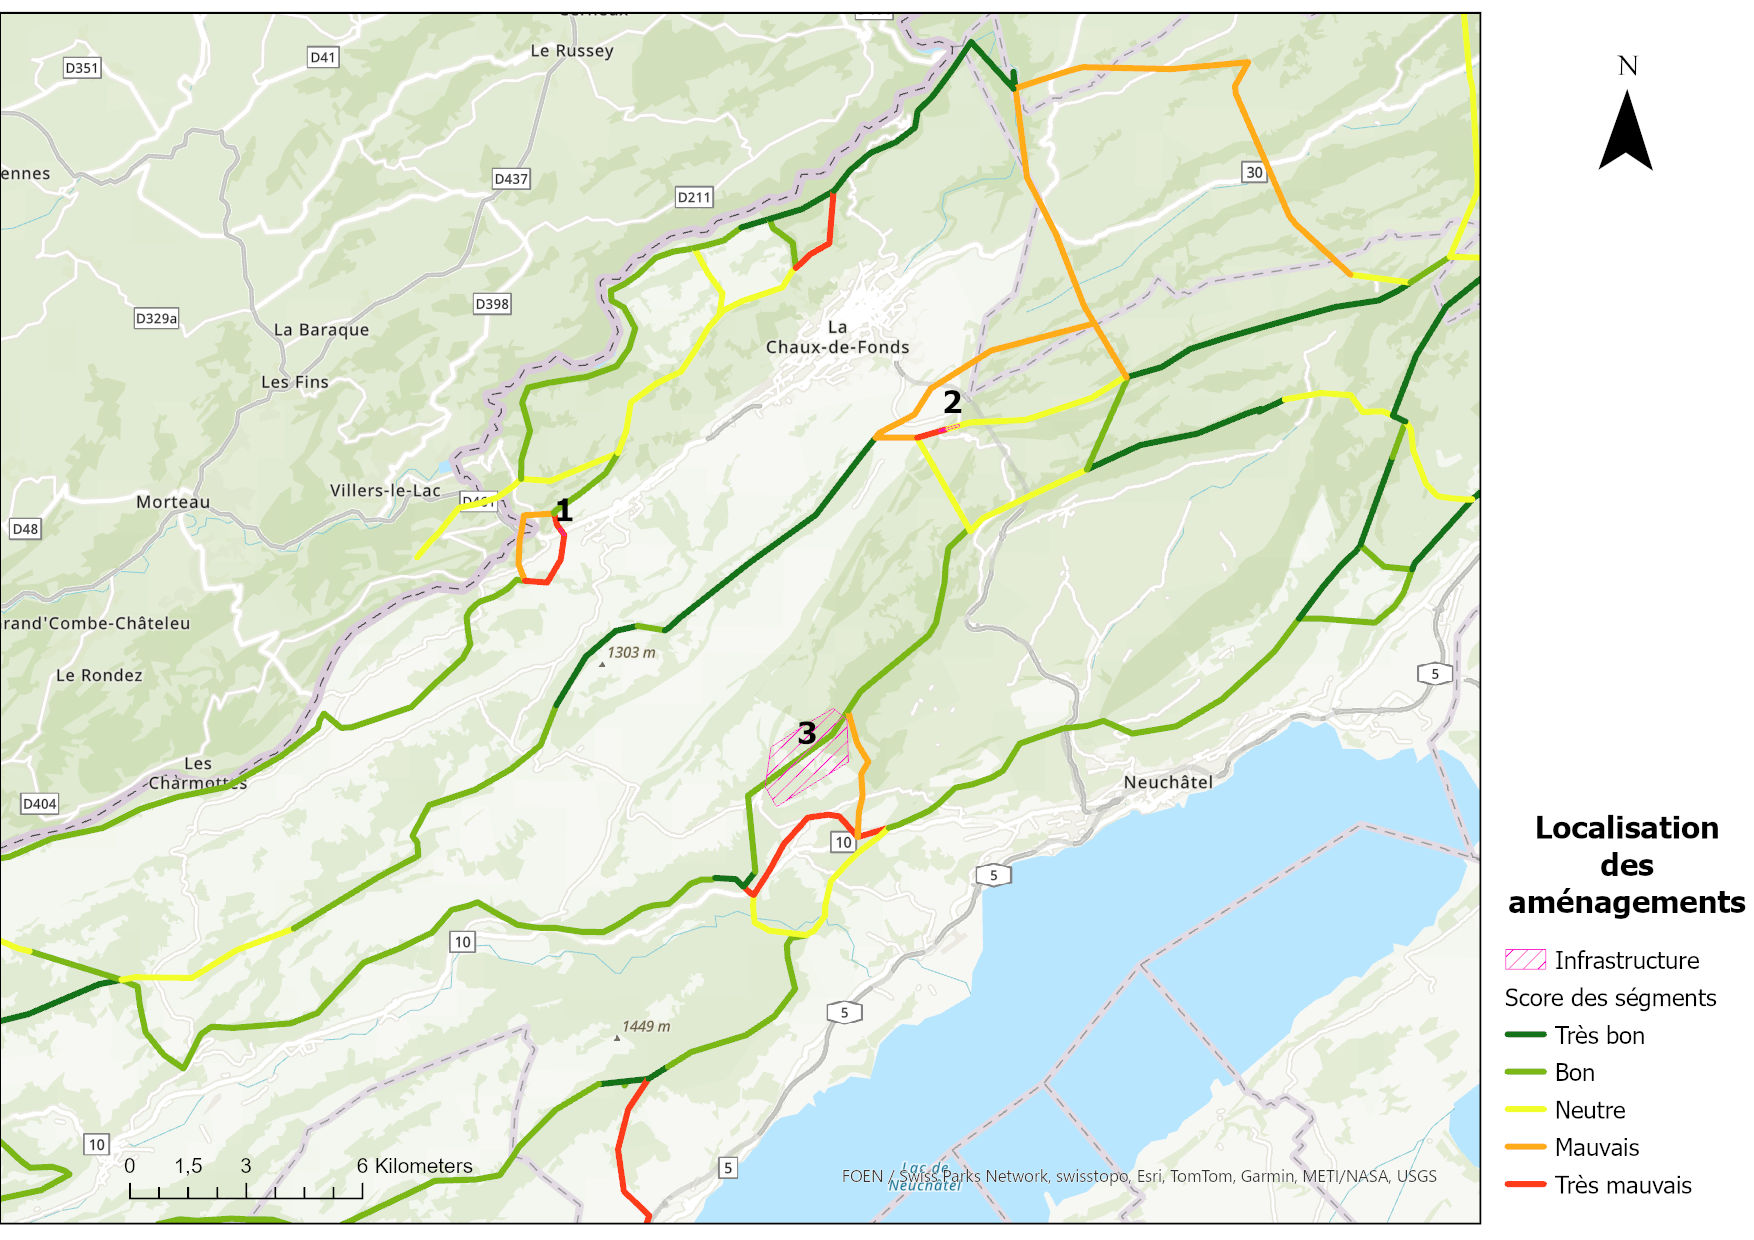 Le Russey
D41
D351
N
ennes
30
D437
D211
D398
D329a
La Baraque
La
Chaux-de-Fonds
Les Fins
2
Villers-le-Lac
Morteau
D461
1
D48
rand'Combe-Châteleu
1303 m
Le Rondez
5
3
Les
Charmottes
Neuchâtel
D404
Localisation
des
aménagements
10
5
10
Infrastructure
Score des ségments
5
1449 m
Très bon
Bon
Neutre
10
Mauvais
0 1,5 3 6 Kilometers
5
Lac de
Neuchâtel
FOEN / Swiss Parks Network, swisstopo, Esri, TomTom, Garmin, METI/NASA, USGS
Très mauvais